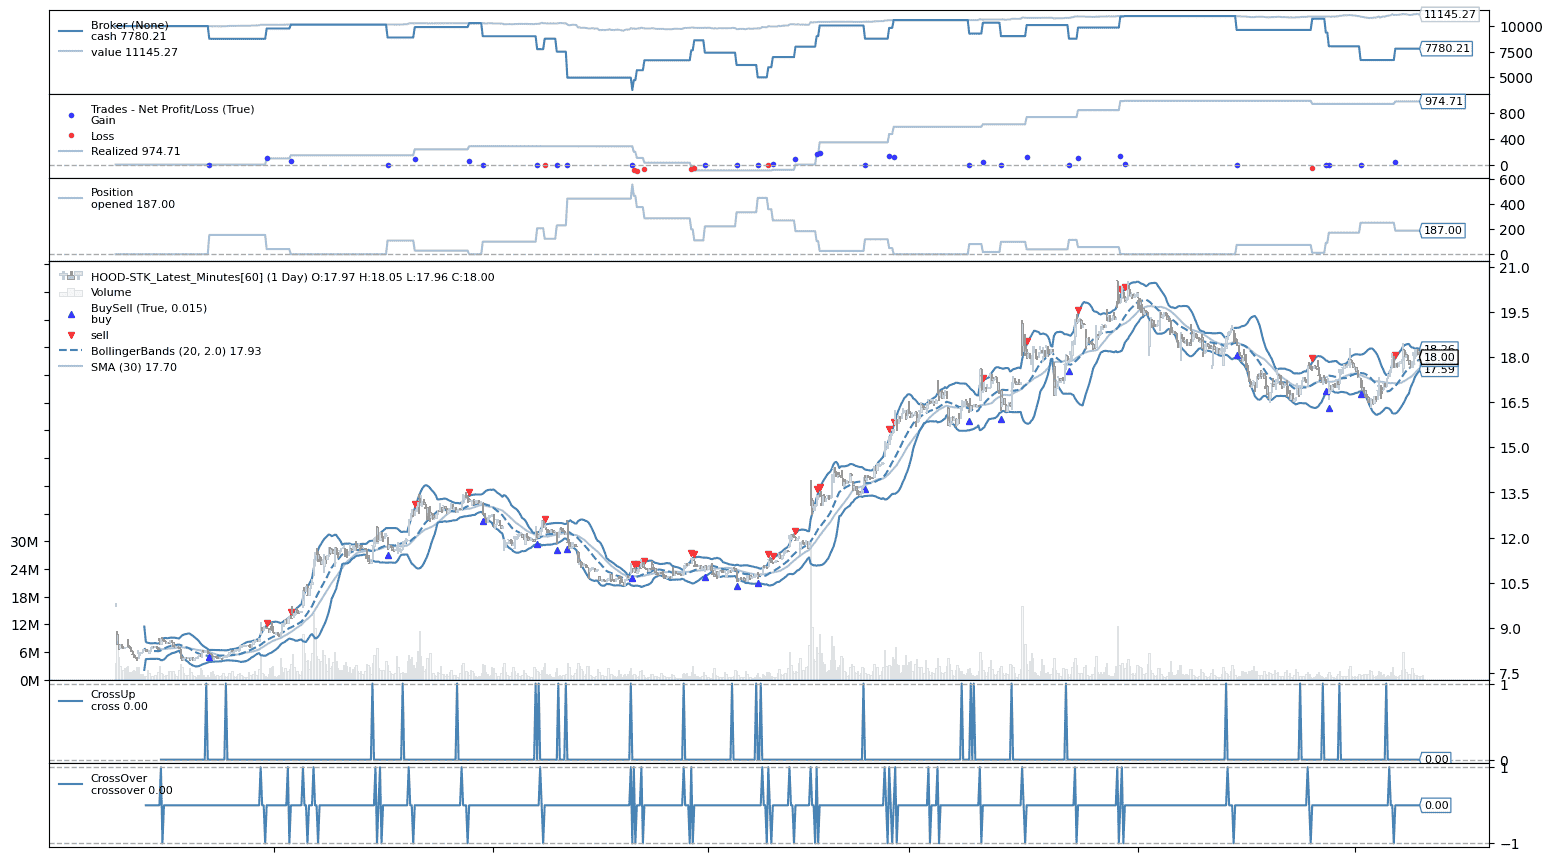 Broker (None)
cash 7780.21
value 11145.27
11145.27
10000
7780.21
7500
5000
Trades - Net Profit/Loss (True)
Gain
Loss
Realized 974.71
974.71
800
400
0
Position
opened 187.00
600
400
187.00
200
0
HOOD-STK_Latest_Minutes[60] (1 Day) O:17.97 H:18.05 L:17.96 C:18.00
Volume
BuySell (True, 0.015)
buy
sell
BollingerBands (20, 2.0) 17.93
SMA (30) 17.70
21.0
19.5
18.26
18.00
18.0
17.59
16.5
15.0
13.5
12.0
10.5
9.0
7.5
30M
24M
18M
12M
6M
0M
CrossUp
cross 0.00
1
0.00
0
CrossOver
crossover 0.00
1
0.00
−1